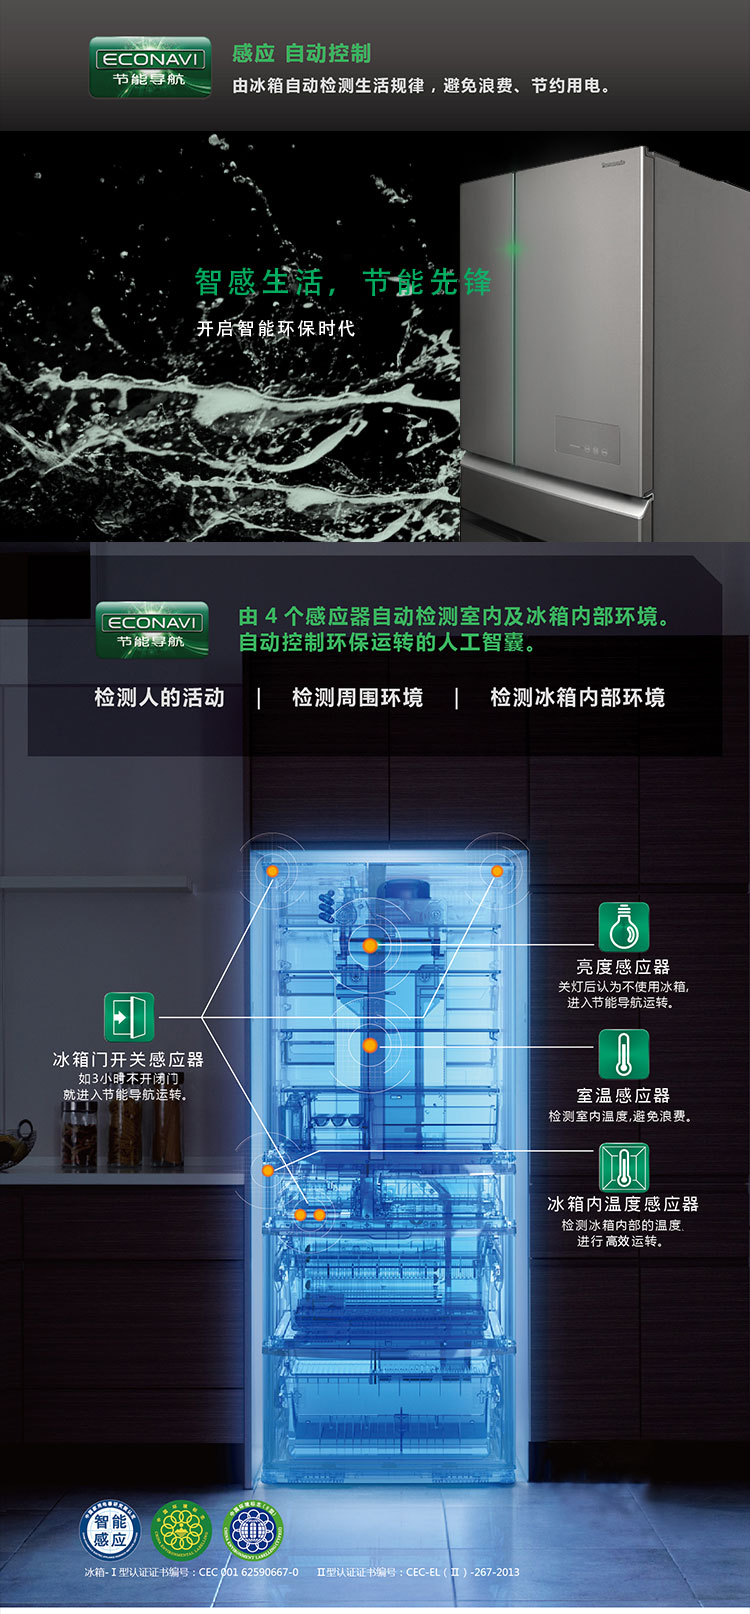 ECONAVI
节能导航
感应 自动控制
由冰箱自动检测生活规律，避免浪费、节约用电。
Panasonic
智感生活，节能先锋
开启智能环保时代
ECONAVI
节能导航
由 4 个感应器自动检测室内及冰箱内部环境。
自动控制环保运转的人工智囊。
检测人的活动 | 检测周围环境 | 检测冰箱内部环境
亮度感应器
关灯后认为不使用冰箱,
进入节能导航运转。
冰箱门开关感应器
如3小时不开闭门
就进入节能导航运转。
室温感应器
检测室内温度,避免浪费。
冰箱内温度感应器
检测冰箱内部的温度,
进行高效运转。
智能
感应
冰箱-Ⅰ型认证证书编号：CEC 001 62590667-0 Ⅱ型认证证书编号：CEC-EL（Ⅱ）-267-2013